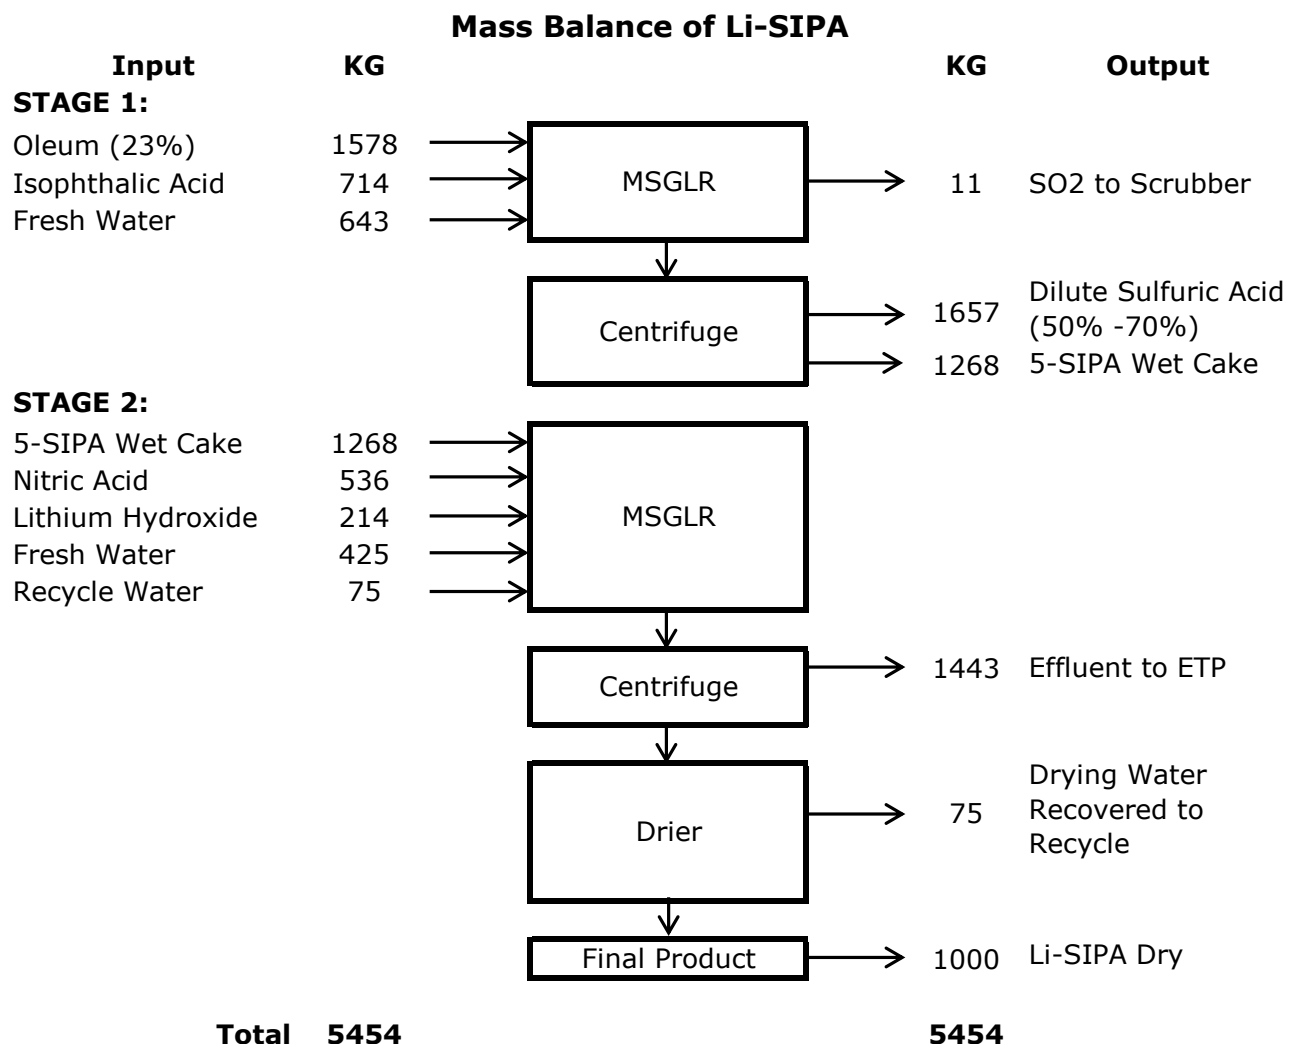 Mass Balance of Li-SIPA
Input KG KG Output
STAGE 1:
Oleum (23%) 1578
Isophthalic Acid 714 MSGLR 11 SO2 to Scrubber
Fresh Water 643
Dilute Sulfuric Acid
Centrifuge 1657 (50% -70%)
1268 5-SIPA Wet Cake
STAGE 2:
5-SIPA Wet Cake 1268
Nitric Acid 536
Lithium Hydroxide 214 MSGLR
Fresh Water 425
Recycle Water 75
Centrifuge 1443 Effluent to ETP
Drying Water
Drier 75 Recovered to
Recycle
Final Product 1000 Li-SIPA Dry
Total 5454 5454